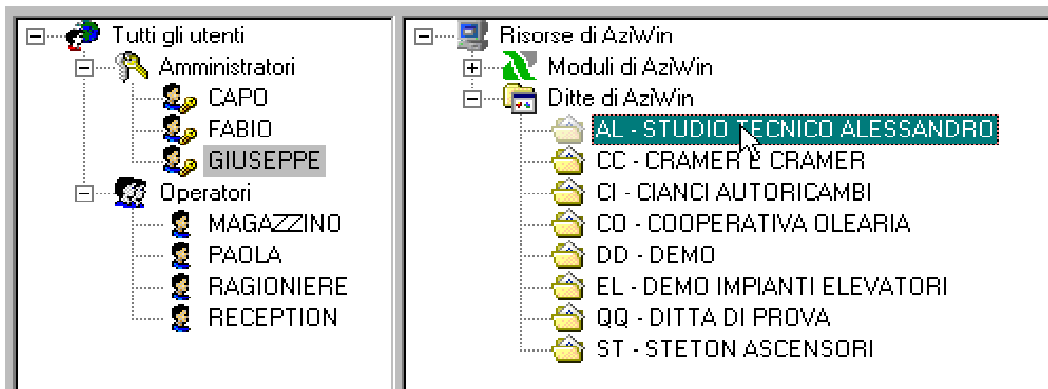 Tutti gli utenti
Amministratori
CAPO
FABIO
GIUSEPPE
Operatori
MAGAZZINO
PAOLA
RAGIONIERE
RECEPTION
Risorse di AziWin
Moduli di AziWin
Ditte di AziWin
AL - STUDIO TECNICO ALESSANDRO
CC - CRAMER E CRAMER
CI - CIANCI AUTORICAMBI
CO - COOPERATIVA OLEARIA
DD - DEMO
EL - DEMO IMPIANTI ELEVATORI
QQ - DITTA DI PROVA
ST - STETON ASCENSORI